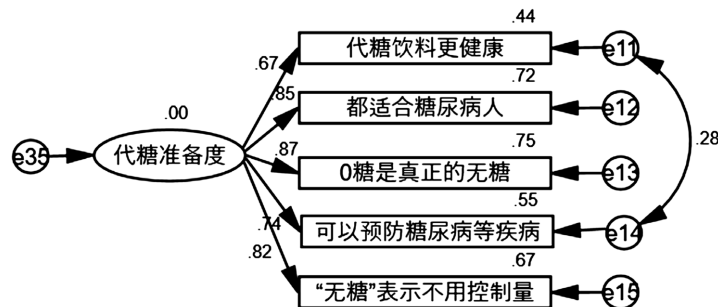 .44
代糖饮料更健康
e11
.67
.72
.85
都适合糖尿病人
e12
.00
.28
.75
e35
代糖准备度
.87
0糖是真正的无糖
e13
.55
.74
可以预防糖尿病等疾病
e14
.82
.67
“无糖”表示不用控制量
e15